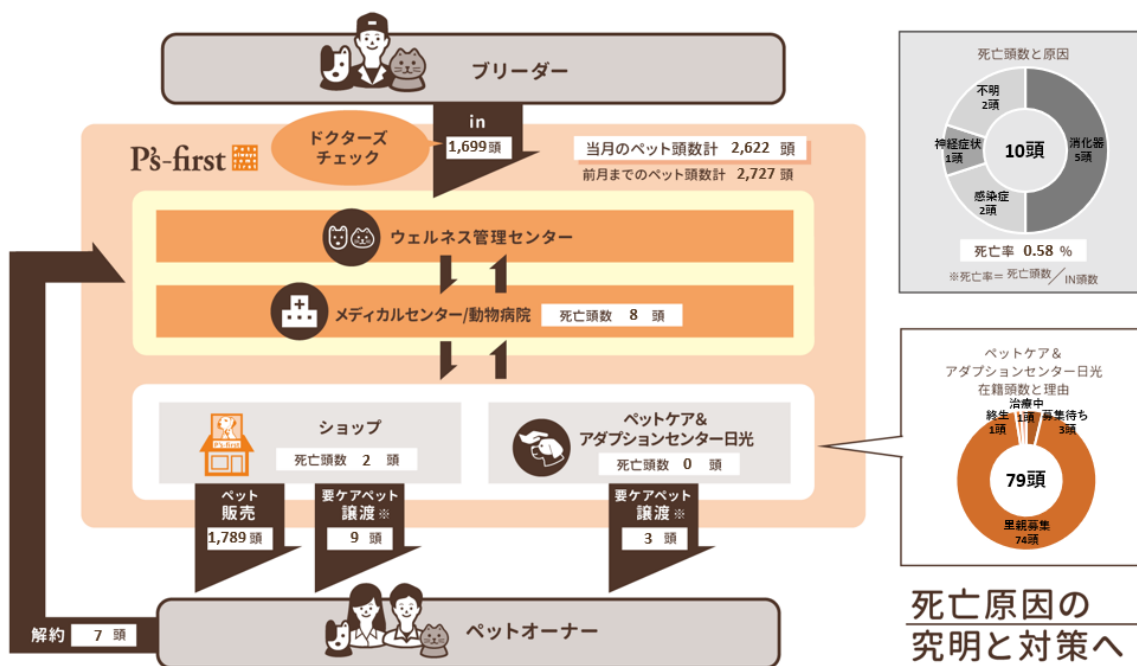 ブリーダー
in
1,699 頭
ドクターズ
チェック
P's-first
当月のペット頭数計 2,622 頭
前月までのペット頭数計 2,727 頭
ウェルネス管理センター
メディカルセンター/動物病院
死亡頭数 8 頭
ショップ
死亡頭数 2 頭
P's-first
ペットケア&
アダプションセンター日光
死亡頭数 0 頭
ペット
販売
1,789 頭
要ケアペット
譲渡※
9 頭
要ケアペット
譲渡※
3 頭
解約 7 頭
ペットオーナー
死亡頭数と原因
不明
2頭
神経症状
1頭
感染症
2頭
消化器
5頭
10頭
死亡率 0.58 %
※死亡率= 死亡頭数/IN頭数
ペットケア&
アダプションセンター日光
在籍頭数と理由
終生
1頭
治療中
1頭
募集待ち
3頭
79頭
里親募集
74頭
死亡原因の
究明と対策へ